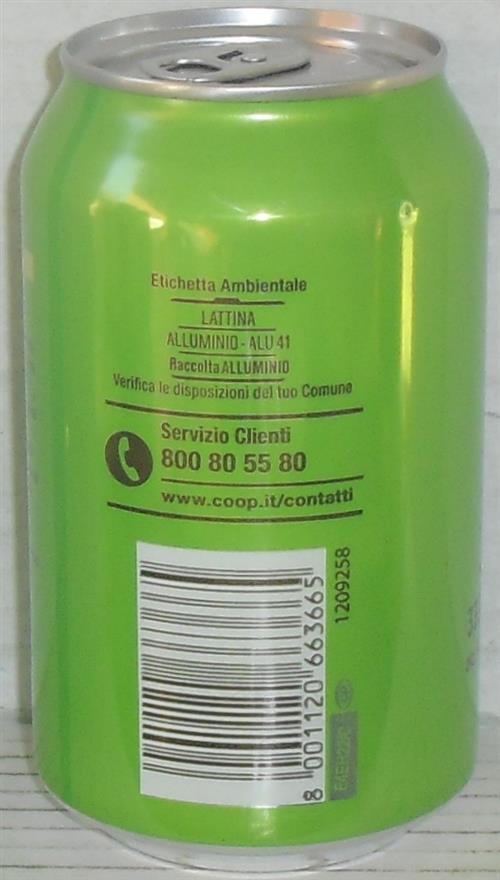 Etichetta Ambientale
LATTINA
ALLUMINIO - ALU 41
Raccolta ALLUMINIO
Verifica le disposizioni del tuo Comune
Servizio Clienti
800 80 55 80
www.coop.it/contatti
8 001120 663665
1209258